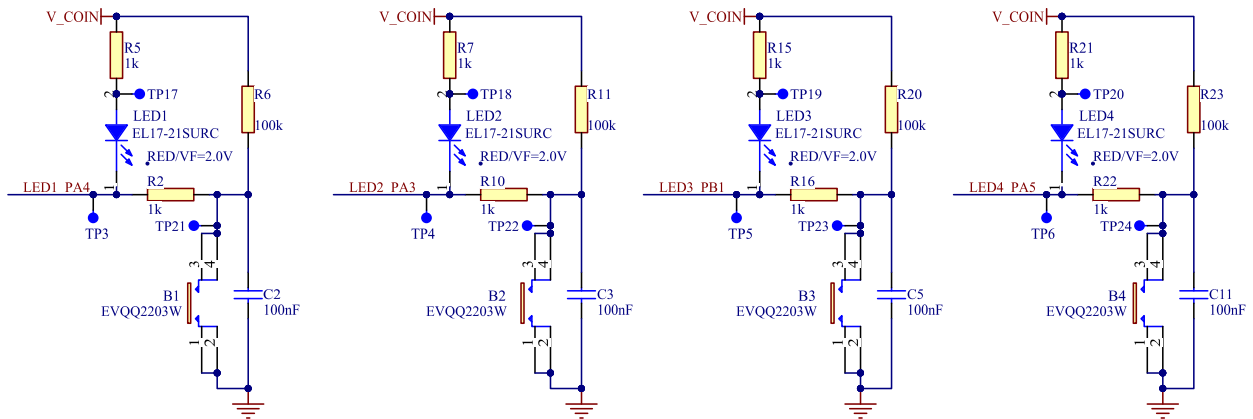 V_COIN
R5
1k
2
TP17
R6
100k
LED1
EL17-21SURC
RED/VF=2.0V
1
LED1_PA4
R2
1k
TP3
TP21
3
4
B1
EVQQ2203W
C2
100nF
1
2
V_COIN
R7
1k
2
TP18
R11
100k
LED2
EL17-21SURC
RED/VF=2.0V
1
LED2_PA3
R10
1k
TP4
TP22
3
4
B2
EVQQ2203W
C3
100nF
1
2
V_COIN
R15
1k
2
TP19
R20
100k
LED3
EL17-21SURC
RED/VF=2.0V
1
LED3_PB1
R16
1k
TP5
TP23
3
4
B3
EVQQ2203W
C5
100nF
1
2
V_COIN
R21
1k
2
TP20
R23
100k
LED4
EL17-21SURC
RED/VF=2.0V
1
LED4_PA5
R22
1k
TP6
TP24
3
4
B4
EVQQ2203W
C11
100nF
1
2